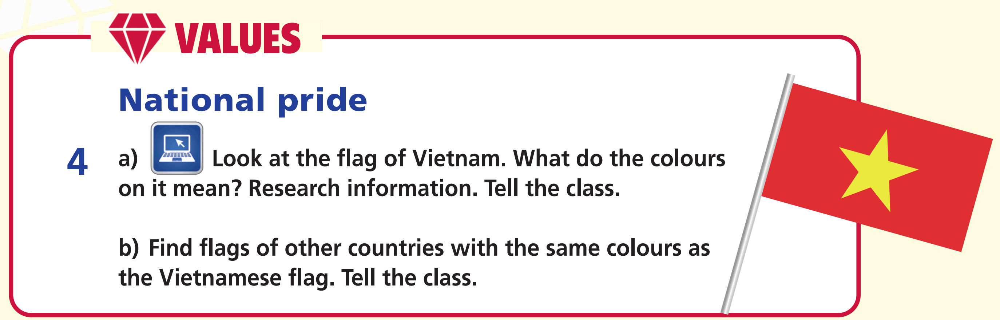 VALUES
National pride
4 a) Look at the flag of Vietnam. What do the colours
on it mean? Research information. Tell the class.
b) Find flags of other countries with the same colours as
the Vietnamese flag. Tell the class.